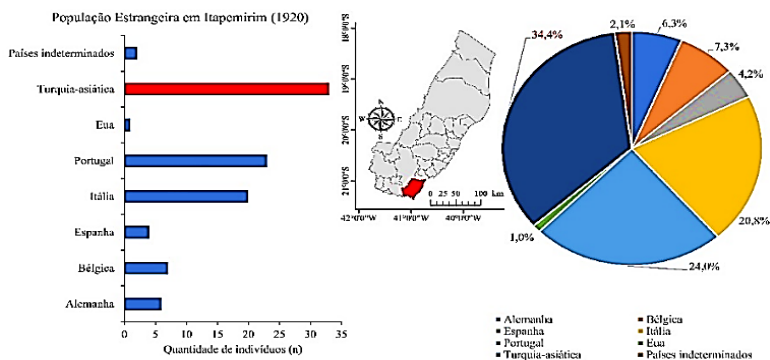 População Estrangeira em Itapemirim (1920)
Países indeterminados
Turquia-asiática
Eua
Portugal
Itália
Espanha
Bélgica
Alemanha
0 5 10 15 20 25 30 35
Quantidade de indivíduos (n)
18°0'0"S
19°0'0"S
20°0'0"S
21°0'0"S
N
W E
S
0 25 50 100 km
42°0'0"W 41°0'0"W 40°0'0"W
34,4%
2,1%
6,3%
7,3%
4,2%
20,8%
24,0%
1,0%
Alemanha Bélgica
Espanha Itália
Portugal Eua
Turquia-asiática Países indeterminados